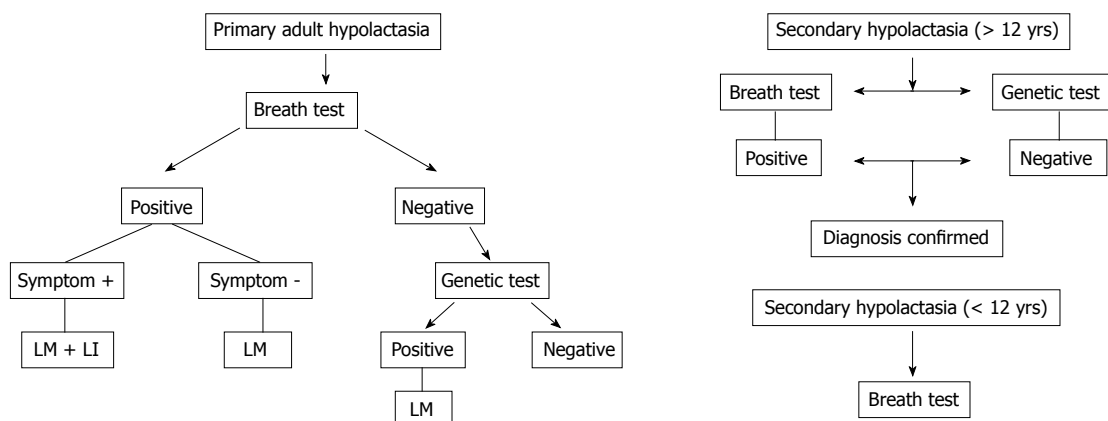 Primary adult hypolactasia
Breath test
Positive
Negative
Symptom +
Symptom -
Genetic test
LM + LI
LM
Positive
Negative
LM
Secondary hypolactasia (> 12 yrs)
Breath test
Genetic test
Positive
Negative
Diagnosis confirmed
Secondary hypolactasia (< 12 yrs)
Breath test